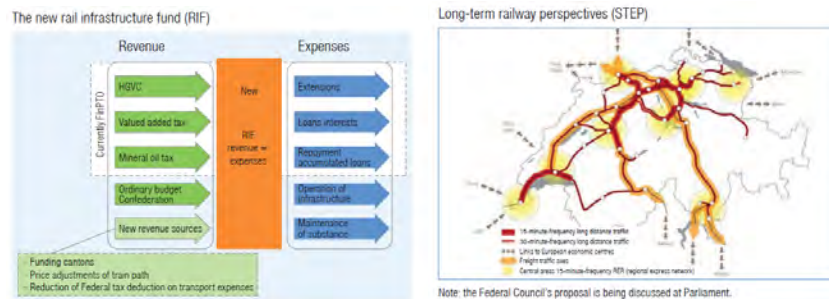 The new rail infrastructure fund (RIF)
Revenue
Expenses
Currently FinPTO
HGVC
Valued added tax
Mineral oil tax
Ordinary budget
Confederation
New revenue sources
New
RIF
revenue =
expenses
Extensions
Loans interests
Repayment
accumulated loans
Operation of
infrastructure
Maintenance
of substance
- Funding cantons
- Price adjustments of train path
- Reduction of Federal tax deduction on transport expenses
Long-term railway perspectives (STEP)
15-minute-frequency long distance traffic
30-minute-frequency long distance traffic
Links to European economic centres
Freight traffic axes
Central areas 15-minute-frequency RER (regional express network)
Note: the Federal Council's proposal is being discussed at Parliament.